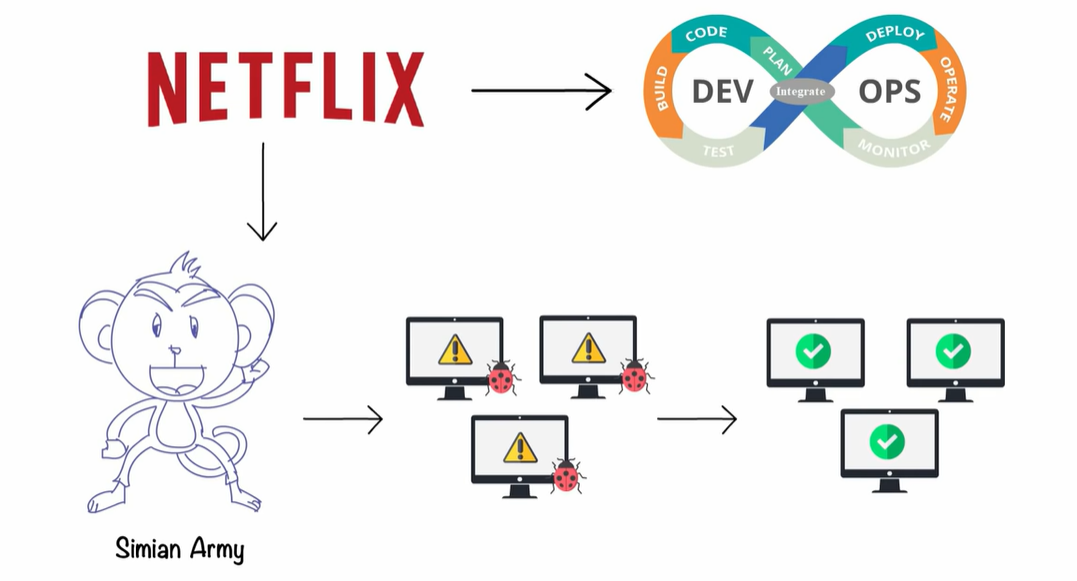 NETFLIX
CODE
PLAN
DEPLOY
BUILD
DEV
Integrate
OPS
OPERATE
TEST
MONITOR
Simian Army